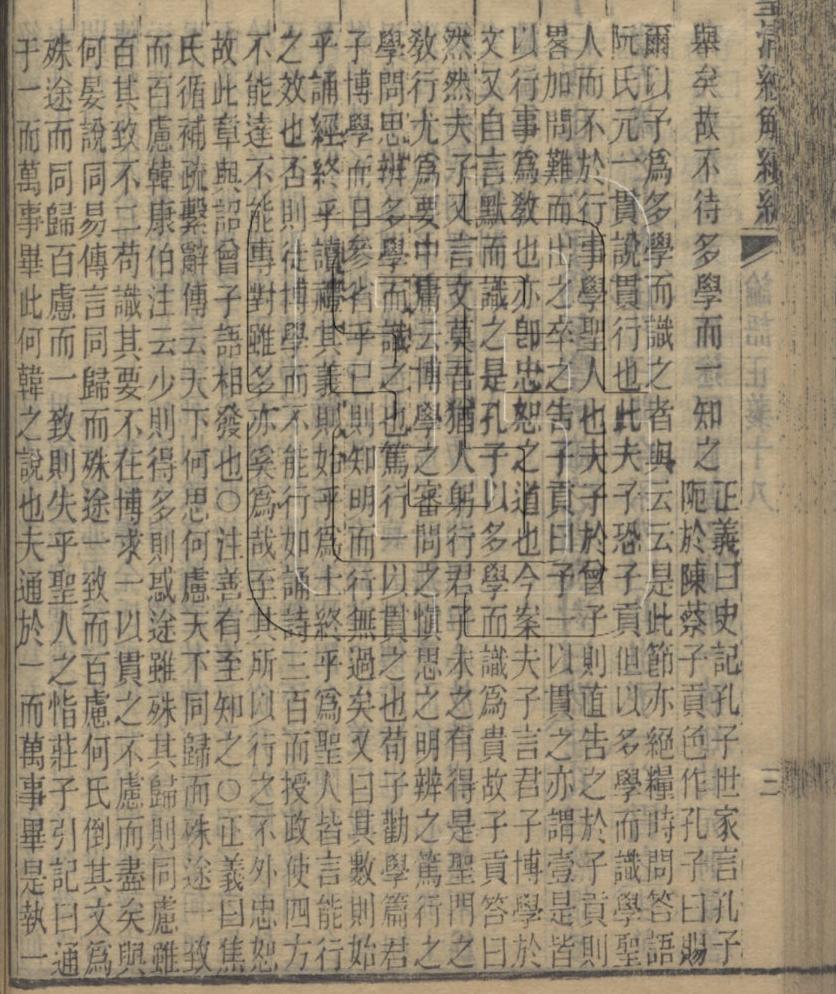 皇清經解續編
論語正義十八
三
舉矣故不待多學而一知之
正義曰史記孔子世家言孔子
阨於陳蔡子貢色作孔子曰賜
爾以予爲多學而識之者與云云是此節亦絕糧時問答語
阮氏元一貫說貫行也此夫子恐子貢但以多學而識學聖
人而不於行事學聖人也夫子於曾子則直告之於子貢則
畧加問難而出之卒之告子貢曰予一以貫之亦謂壹是皆
以行事爲敎也亦卽忠恕之道也今案夫子言君子博學於
文又自言默而識之是孔子以多學而識爲貴故子貢答曰
然然夫子又言文莫吾猶人躬行君子未之有得是聖門之
敎行尤爲要中庸云博學之審問之愼思之明辨之篤行之
學問思辨多學而識之也篤行一以貫之也荀子勸學篇君
子博學而日參省乎己則知明而行無過矣又曰其數則始
乎誦經終乎讀禮其義則始乎爲士終乎爲聖人皆言能行
之效也否則徒博學而不能行如誦詩三百而授政使四方
不能達不能專對雖多亦奚爲哉至其所以行之不外忠恕
故此章與詔曾子語相發也○注善有至知之○正義曰焦
氏循補疏繫辭傳云天下何思何慮天下同歸而殊途一致
而百慮韓康伯注云少則得多則惑途雖殊其歸則同慮雖
百其致不二苟識其要不在博求一以貫之不慮而盡矣與
何晏說同易傳言同歸而殊途一致而百慮何氏倒其文爲
殊途而同歸百慮而一致則失乎聖人之恉莊子引記曰通
于一而萬事畢此何韓之說也夫通於一而萬事畢是執一